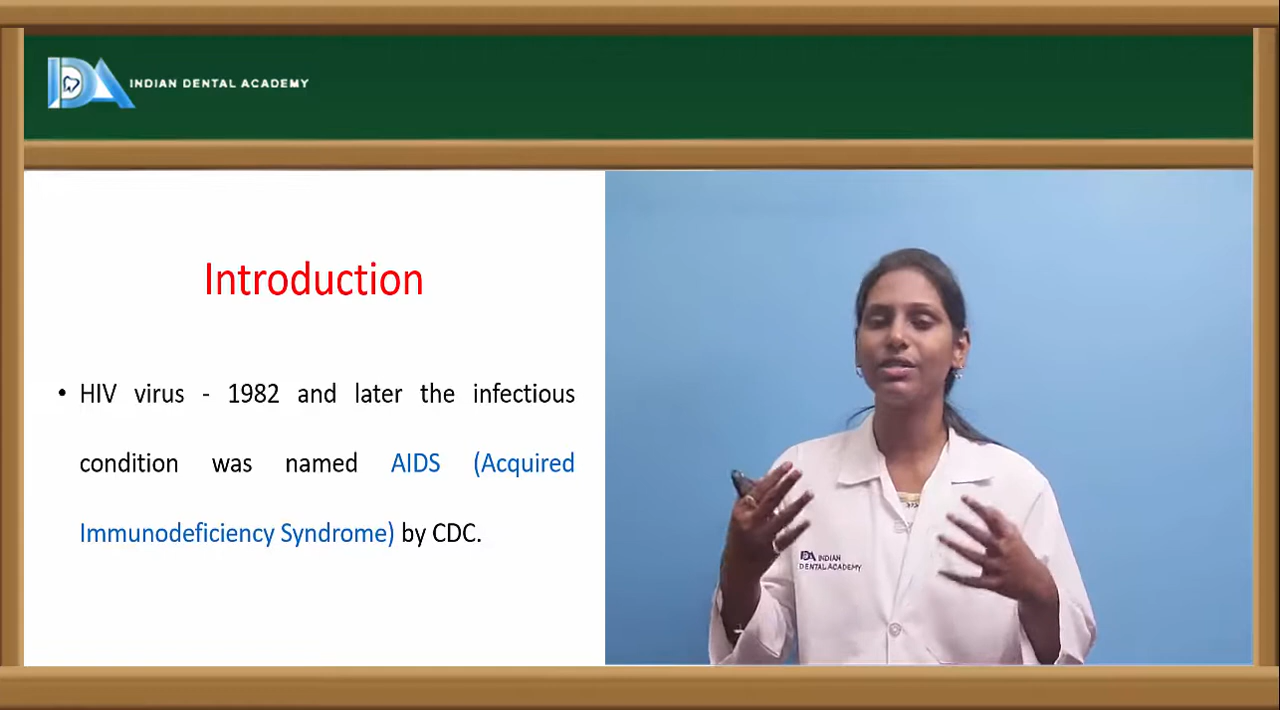 INDIAN DENTAL ACADEMY
Introduction
• HIV virus - 1982 and later the infectious
condition was named AIDS (Acquired
Immunodeficiency Syndrome) by CDC.
IDA INDIAN
DENTAL ACADEMY